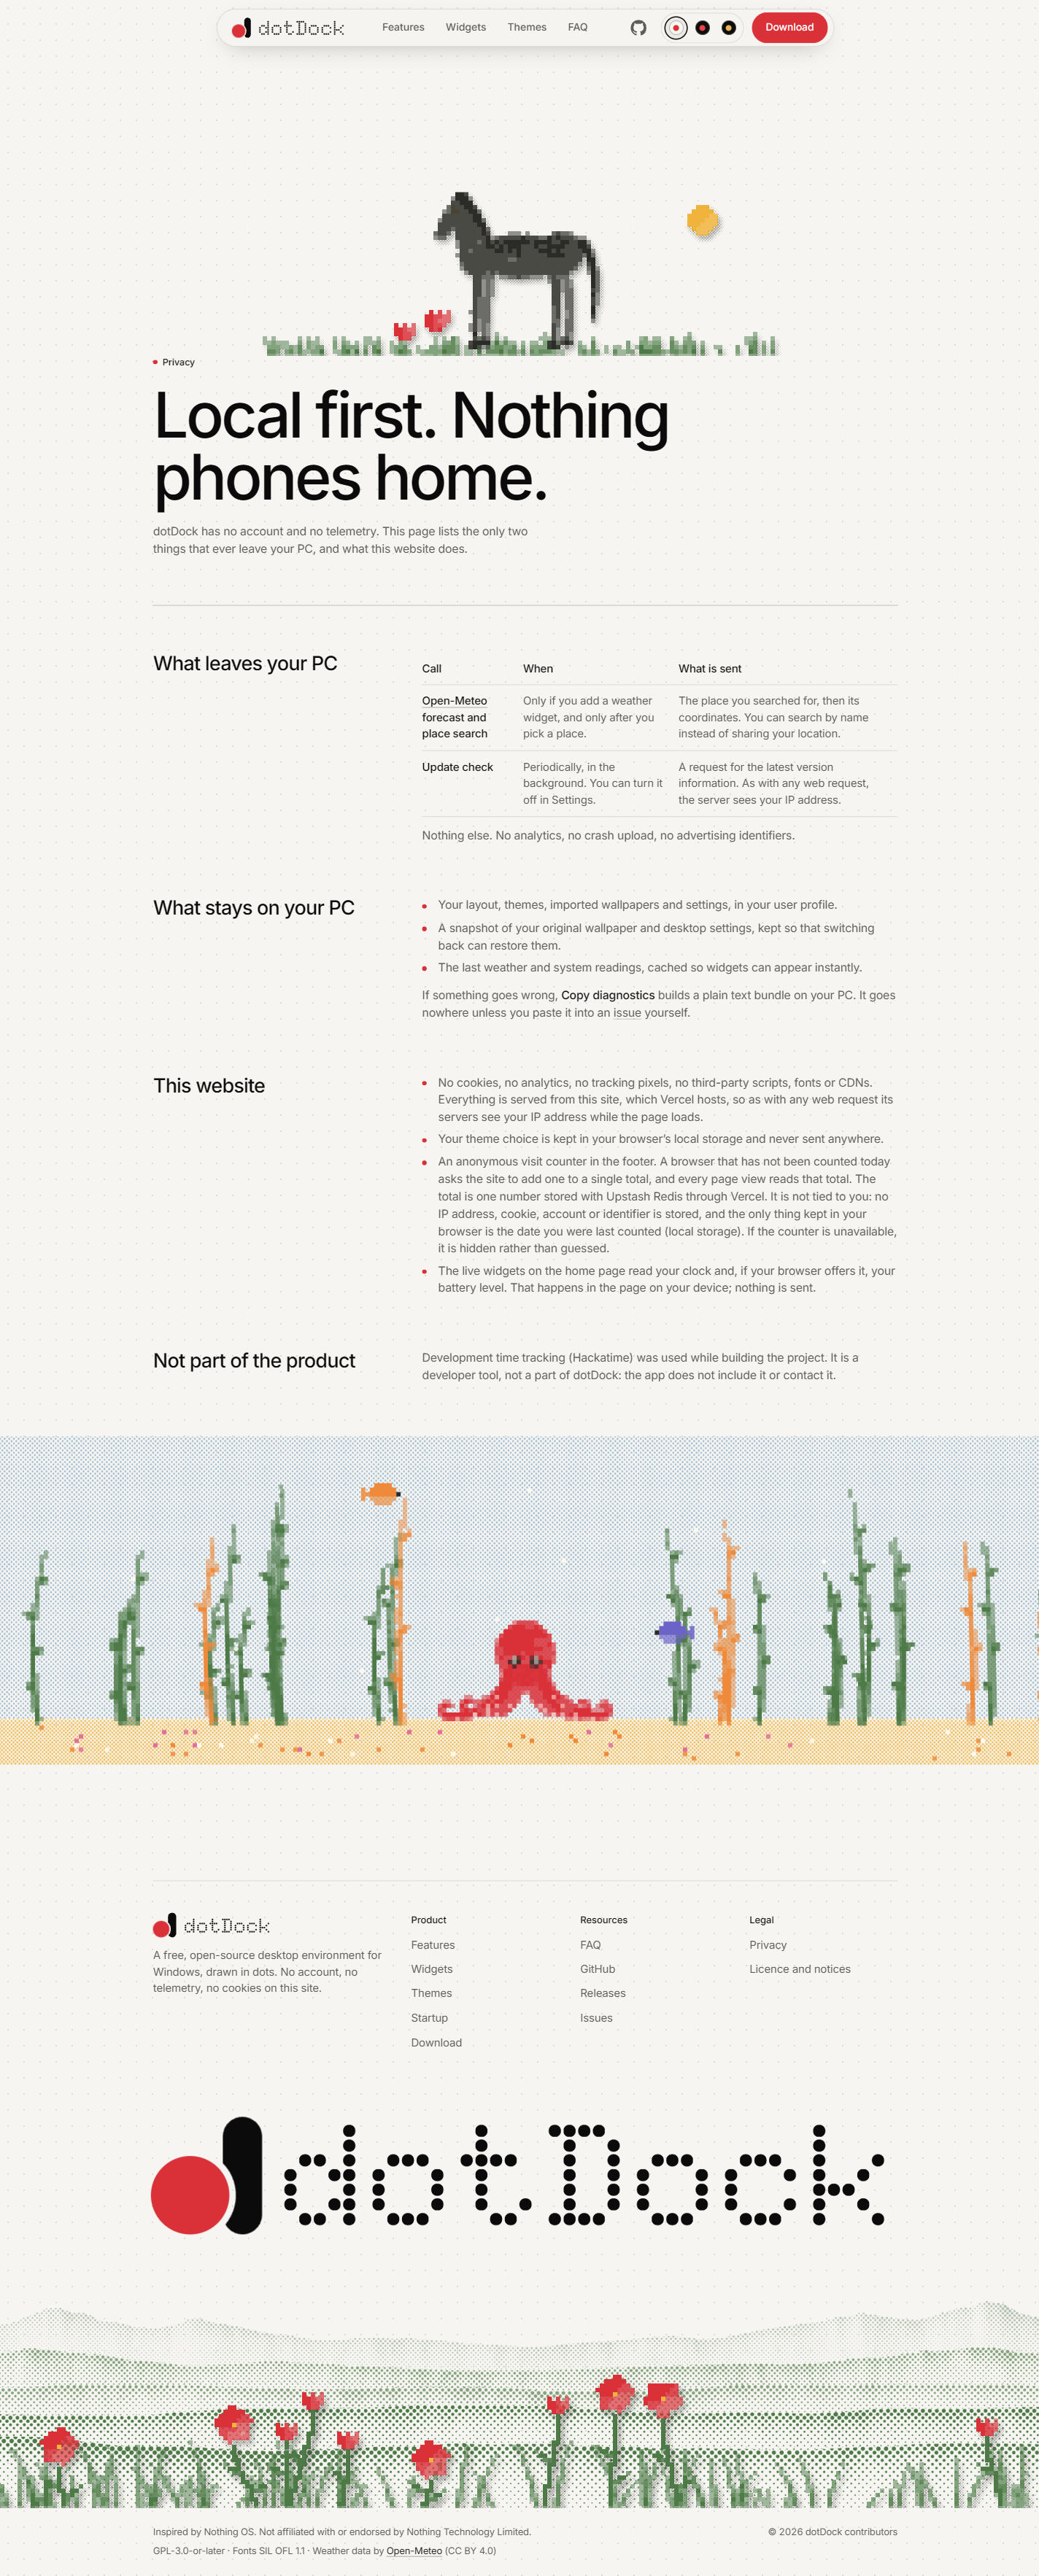 dotDock Features Widgets Themes FAQ Download
Privacy
Local first. Nothing
phones home.
dotDock has no account and no telemetry. This page lists the only two
things that ever leave your PC, and what this website does.
What leaves your PC
Call When What is sent
Open-Meteo
forecast and
place search
Only if you add a weather
widget, and only after you
pick a place.
The place you searched for, then its
coordinates. You can search by name
instead of sharing your location.
Update check
Periodically, in the
background. You can turn it
off in Settings.
A request for the latest version
information. As with any web request,
the server sees your IP address.
Nothing else. No analytics, no crash upload, no advertising identifiers.
What stays on your PC
Your layout, themes, imported wallpapers and settings, in your user profile.
A snapshot of your original wallpaper and desktop settings, kept so that switching
back can restore them.
The last weather and system readings, cached so widgets can appear instantly.
If something goes wrong, Copy diagnostics builds a plain text bundle on your PC. It goes
nowhere unless you paste it into an issue yourself.
This website
No cookies, no analytics, no tracking pixels, no third-party scripts, fonts or CDNs.
Everything is served from this site, which Vercel hosts, so as with any web request its
servers see your IP address while the page loads.
Your theme choice is kept in your browser’s local storage and never sent anywhere.
An anonymous visit counter in the footer. A browser that has not been counted today
asks the site to add one to a single total, and every page view reads that total. The
total is one number stored with Upstash Redis through Vercel. It is not tied to you: no
IP address, cookie, account or identifier is stored, and the only thing kept in your
browser is the date you were last counted (local storage). If the counter is unavailable,
it is hidden rather than guessed.
The live widgets on the home page read your clock and, if your browser offers it, your
battery level. That happens in the page on your device; nothing is sent.
Not part of the product
Development time tracking (Hackatime) was used while building the project. It is a
developer tool, not a part of dotDock: the app does not include it or contact it.
dotDock
A free, open-source desktop environment for
Windows, drawn in dots. No account, no
telemetry, no cookies on this site.
Product
Features
Widgets
Themes
Startup
Download
Resources
FAQ
GitHub
Releases
Issues
Legal
Privacy
Licence and notices
dotDock
Inspired by Nothing OS. Not affiliated with or endorsed by Nothing Technology Limited.
© 2026 dotDock contributors
GPL-3.0-or-later · Fonts SIL OFL 1.1 · Weather data by Open-Meteo (CC BY 4.0)